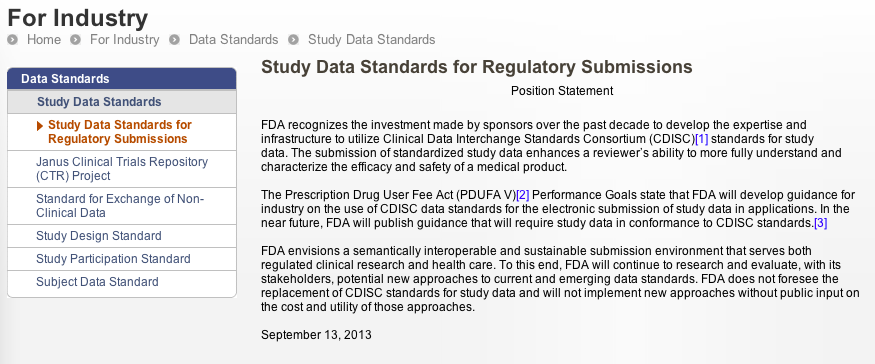 For Industry
Home For Industry Data Standards Study Data Standards
Data Standards
Study Data Standards
Study Data Standards for
Regulatory Submissions
Janus Clinical Trials Repository
(CTR) Project
Standard for Exchange of Non-
Clinical Data
Study Design Standard
Study Participation Standard
Subject Data Standard
Study Data Standards for Regulatory Submissions
Position Statement
FDA recognizes the investment made by sponsors over the past decade to develop the expertise and
infrastructure to utilize Clinical Data Interchange Standards Consortium (CDISC)[1] standards for study
data. The submission of standardized study data enhances a reviewer's ability to more fully understand and
characterize the efficacy and safety of a medical product.
The Prescription Drug User Fee Act (PDUFA V)[2] Performance Goals state that FDA will develop guidance for
industry on the use of CDISC data standards for the electronic submission of study data in applications. In the
near future, FDA will publish guidance that will require study data in conformance to CDISC standards.[3]
FDA envisions a semantically interoperable and sustainable submission environment that serves both
regulated clinical research and health care. To this end, FDA will continue to research and evaluate, with its
stakeholders, potential new approaches to current and emerging data standards. FDA does not foresee the
replacement of CDISC standards for study data and will not implement new approaches without public input on
the cost and utility of those approaches.
September 13, 2013